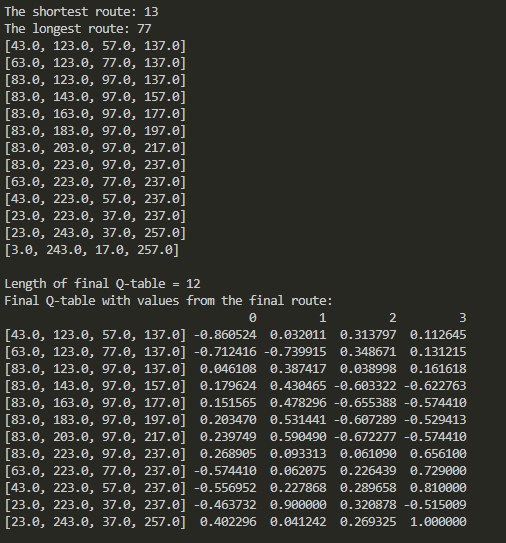 The shortest route: 13
The longest route: 77
[43.0, 123.0, 57.0, 137.0]
[63.0, 123.0, 77.0, 137.0]
[83.0, 123.0, 97.0, 137.0]
[83.0, 143.0, 97.0, 157.0]
[83.0, 163.0, 97.0, 177.0]
[83.0, 183.0, 97.0, 197.0]
[83.0, 203.0, 97.0, 217.0]
[83.0, 223.0, 97.0, 237.0]
[63.0, 223.0, 77.0, 237.0]
[43.0, 223.0, 57.0, 237.0]
[23.0, 223.0, 37.0, 237.0]
[23.0, 243.0, 37.0, 257.0]
[3.0, 243.0, 17.0, 257.0]
Length of final Q-table = 12
Final Q-table with values from the final route:
0 1 2 3
[43.0, 123.0, 57.0, 137.0] -0.860524 0.032011 0.313797 0.112645
[63.0, 123.0, 77.0, 137.0] -0.712416 -0.739915 0.348671 0.131215
[83.0, 123.0, 97.0, 137.0] 0.046108 0.387417 0.038998 0.161618
[83.0, 143.0, 97.0, 157.0] 0.179624 0.430465 -0.603322 -0.622763
[83.0, 163.0, 97.0, 177.0] 0.151565 0.478296 -0.655388 -0.574410
[83.0, 183.0, 97.0, 197.0] 0.203470 0.531441 -0.607289 -0.529413
[83.0, 203.0, 97.0, 217.0] 0.239749 0.590490 -0.672277 -0.574410
[83.0, 223.0, 97.0, 237.0] 0.268905 0.093313 0.061090 0.656100
[63.0, 223.0, 77.0, 237.0] -0.574410 0.062075 0.226439 0.729000
[43.0, 223.0, 57.0, 237.0] -0.556952 0.227868 0.289658 0.810000
[23.0, 223.0, 37.0, 237.0] -0.463732 0.900000 0.320878 -0.515009
[23.0, 243.0, 37.0, 257.0] 0.402296 0.041242 0.269325 1.000000